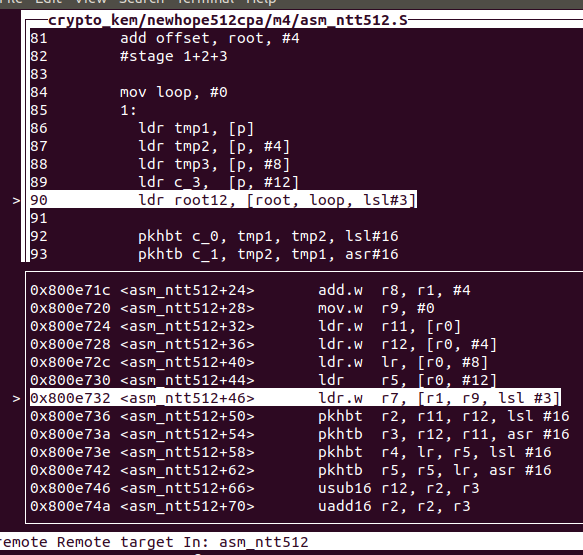 File Edit View Search Terminal Help
crypto_kem/newhope512cpa/m4/asm_ntt512.S
81 add offset, root, #4
82 #stage 1+2+3
83
84 mov loop, #0
85 1:
86 ldr tmp1, [p]
87 ldr tmp2, [p, #4]
88 ldr tmp3, [p, #8]
89 ldr c_3, [p, #12]
> 90 ldr root12, [root, loop, lsl#3]
91
92 pkhbt c_0, tmp1, tmp2, lsl#16
93 pkhtb c_1, tmp2, tmp1, asr#16
0x800e71c <asm_ntt512+24> add.w r8, r1, #4
0x800e720 <asm_ntt512+28> mov.w r9, #0
0x800e724 <asm_ntt512+32> ldr.w r11, [r0]
0x800e728 <asm_ntt512+36> ldr.w r12, [r0, #4]
0x800e72c <asm_ntt512+40> ldr.w lr, [r0, #8]
0x800e730 <asm_ntt512+44> ldr r5, [r0, #12]
> 0x800e732 <asm_ntt512+46> ldr.w r7, [r1, r9, lsl #3]
0x800e736 <asm_ntt512+50> pkhbt r2, r11, r12, lsl #16
0x800e73a <asm_ntt512+54> pkhtb r3, r12, r11, asr #16
0x800e73e <asm_ntt512+58> pkhbt r4, lr, r5, lsl #16
0x800e742 <asm_ntt512+62> pkhtb r5, r5, lr, asr #16
0x800e746 <asm_ntt512+66> usub16 r12, r2, r3
0x800e74a <asm_ntt512+70> uadd16 r2, r2, r3
remote Remote target In: asm_ntt512